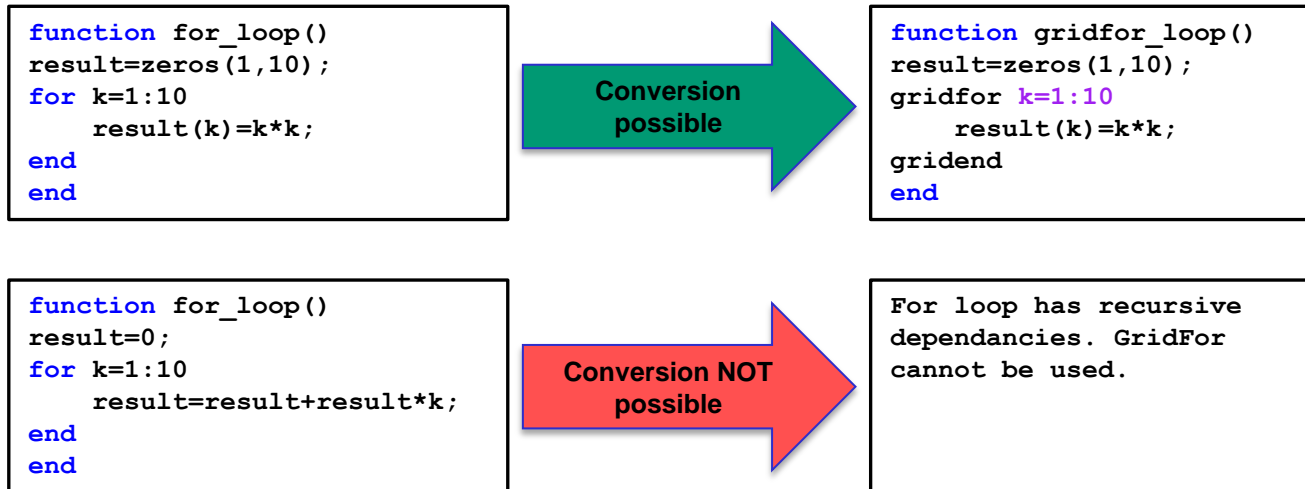 function for_loop()
result=zeros(1,10);
for k=1:10
    result(k)=k*k;
end
end
Conversion
possible
function gridfor_loop()
result=zeros(1,10);
gridfor k=1:10
    result(k)=k*k;
gridend
end
function for_loop()
result=0;
for k=1:10
    result=result+result*k;
end
end
Conversion NOT
possible
For loop has recursive
dependancies. GridFor
cannot be used.